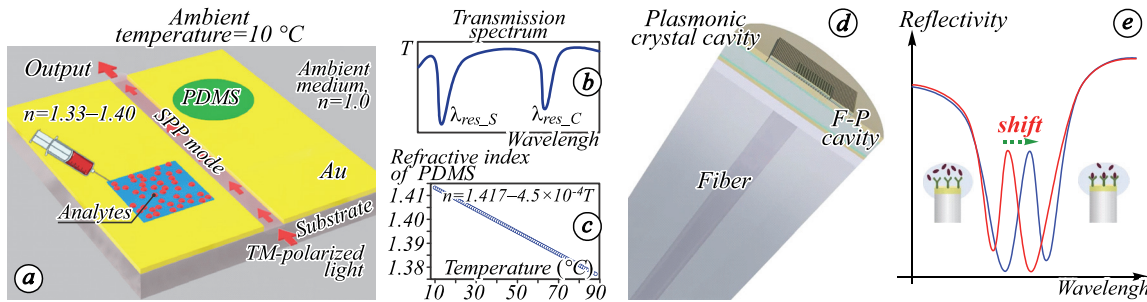 Ambient
temperature=10 °C
Output
PDMS
Ambient
medium,
n=1.0
n=1.33–1.40
SPP mode
Au
Analytes
Substrate
TM-polarized
light
a
Transmission
spectrum
T
b
λres_S
λres_C
Wavelengh
Refractive index
of PDMS
n=1.417–4.5×10-4T
1.41
1.40
1.39
1.38
c
Temperature (°C)
10 30 50 70 90
Plasmonic
crystal cavity
d
F-P
cavity
Fiber
Reflectivity
e
shift
Wavelengh